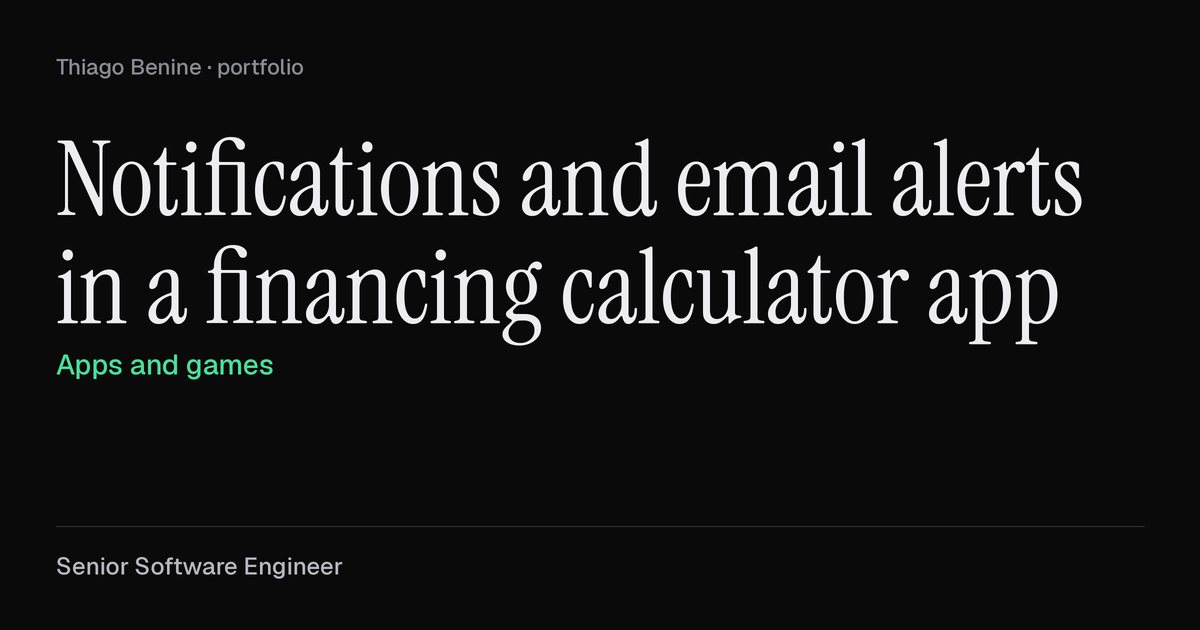 Thiago Benine · portfolio
Notifications and email alerts
in a financing calculator app
Apps and games
Senior Software Engineer